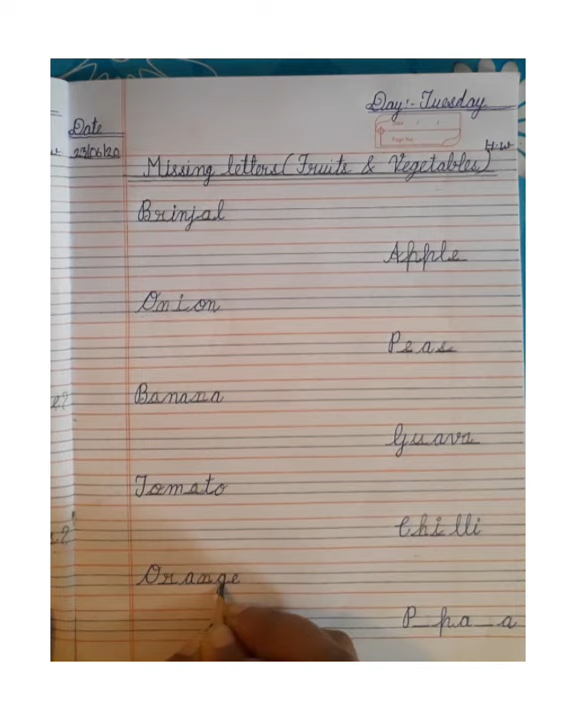 Day:- Tuesday
Date
23/06/20
H.W
Missing letters (Fruits & Vegetables)
Brinjal
Apple
Onion
Peas
Banana
Guava
Tomato
Chilli
Orange
P_pa_a